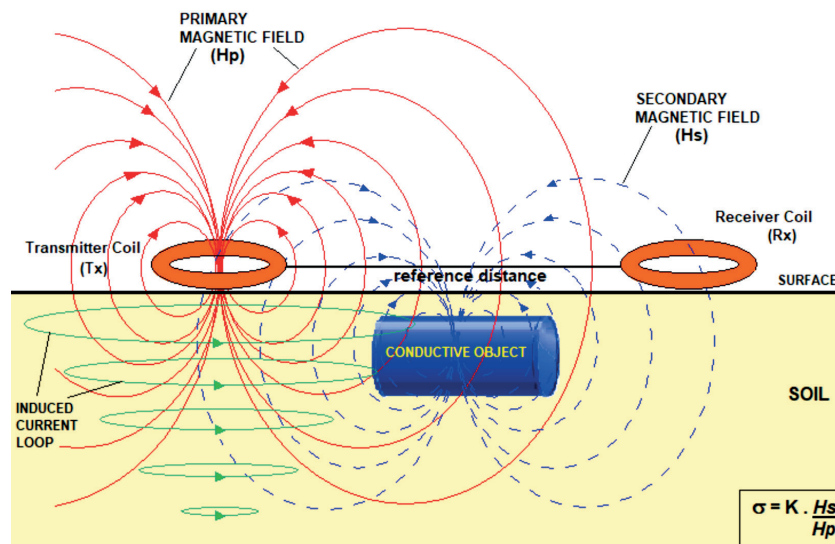 PRIMARY
MAGNETIC FIELD
(Hp)
SECONDARY
MAGNETIC FIELD
(Hs)
Receiver Coil
(Rx)
Transmitter Coil
(Tx)
reference distance
SURFACE
CONDUCTIVE OBJECT
INDUCED
CURRENT
LOOP
SOIL
σ = K . Hs
Hp